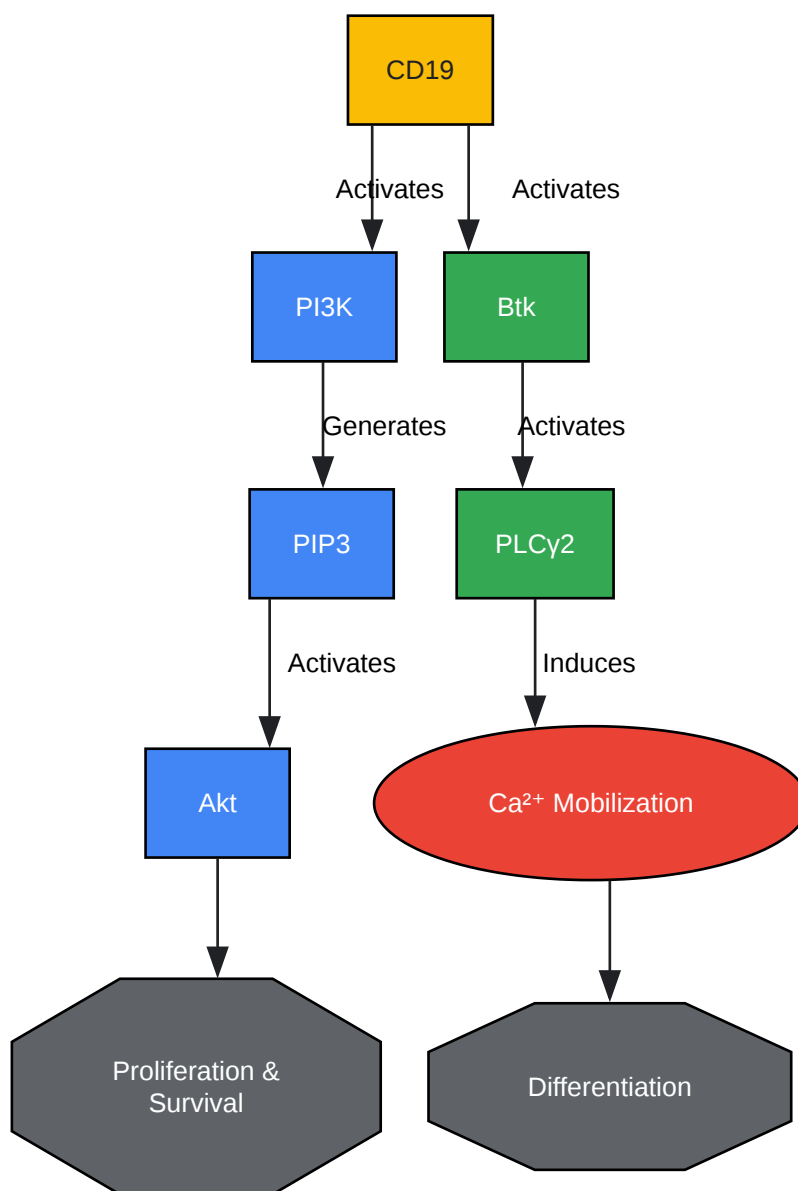 CD19
Activates
Activates
PI3K
Btk
Generates
Activates
PIP3
PLCγ2
Activates
Induces
Akt
Ca²⁺ Mobilization
Proliferation &
Survival
Differentiation